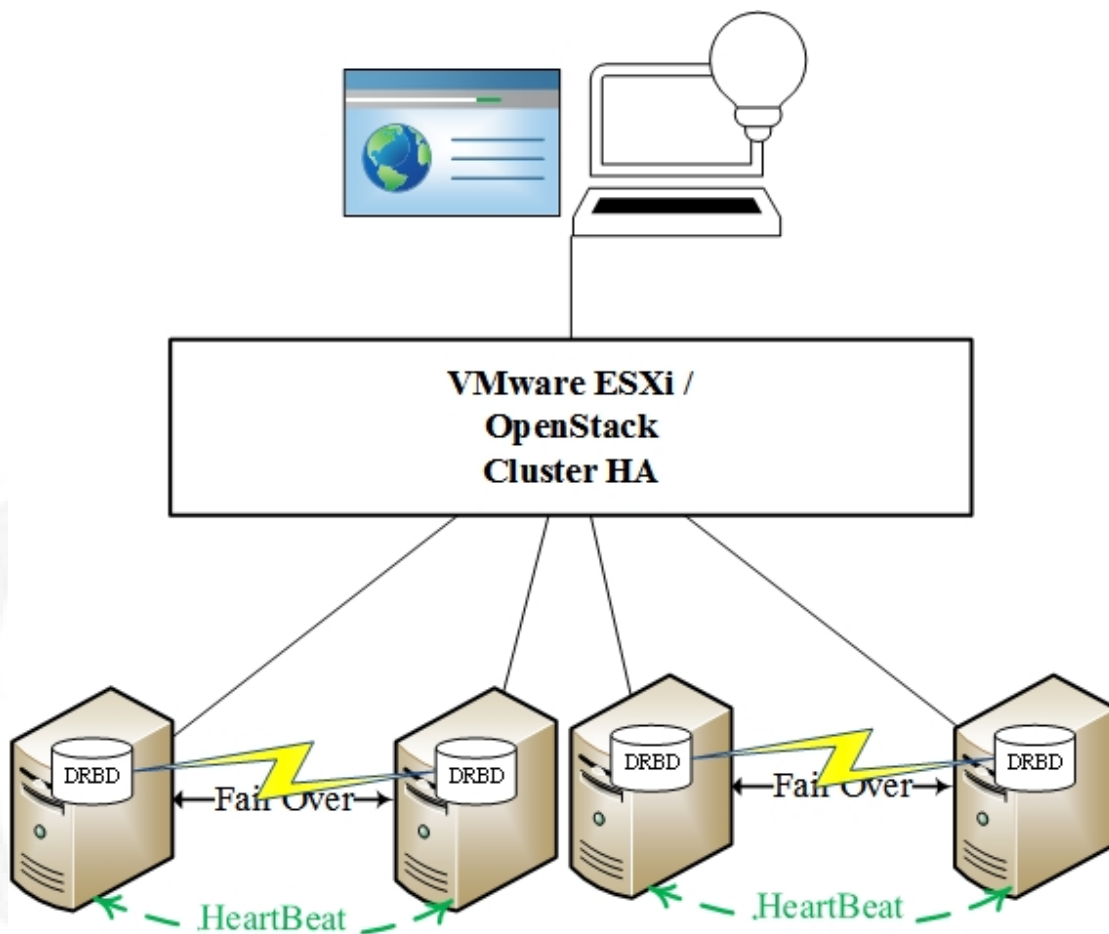 VMware ESXi /
OpenStack
Cluster HA
DRBD
DRBD
DRBD
DRBD
Fail Over
Fail Over
HeartBeat
HeartBeat